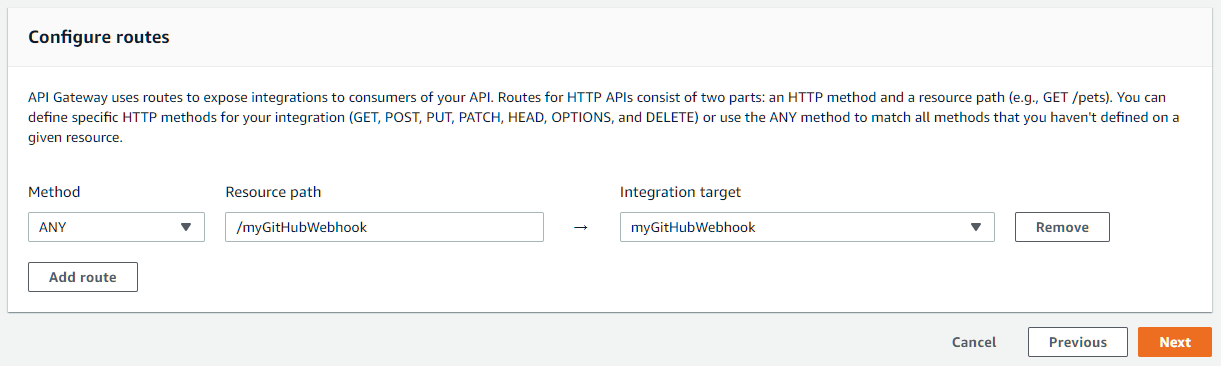 Configure routes
API Gateway uses routes to expose integrations to consumers of your API. Routes for HTTP APIs consist of two parts: an HTTP method and a resource path (e.g., GET /pets). You can
define specific HTTP methods for your integration (GET, POST, PUT, PATCH, HEAD, OPTIONS, and DELETE) or use the ANY method to match all methods that you haven't defined on a
given resource.
Method Resource path Integration target
ANY /myGitHubWebhook → myGitHubWebhook Remove
Add route
Cancel Previous Next